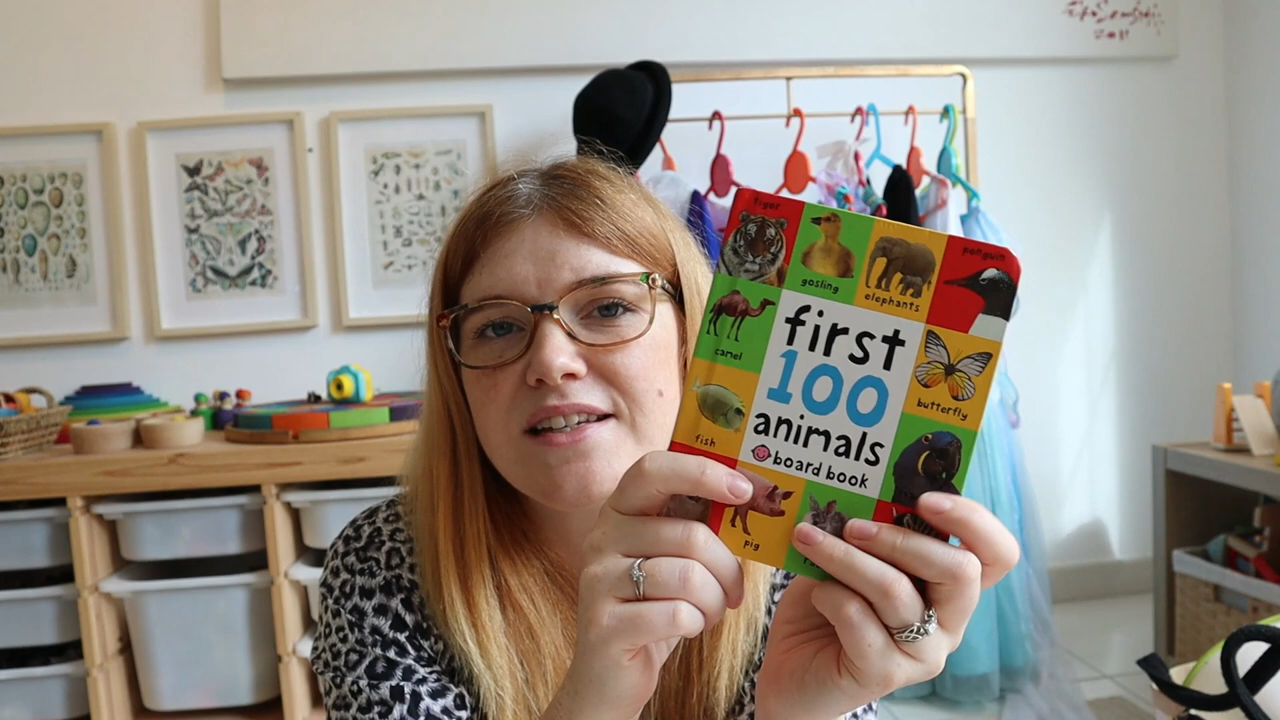 tiger
gosling
elephants
penguin
camel
first
100
animals
board book
butterfly
fish
pig